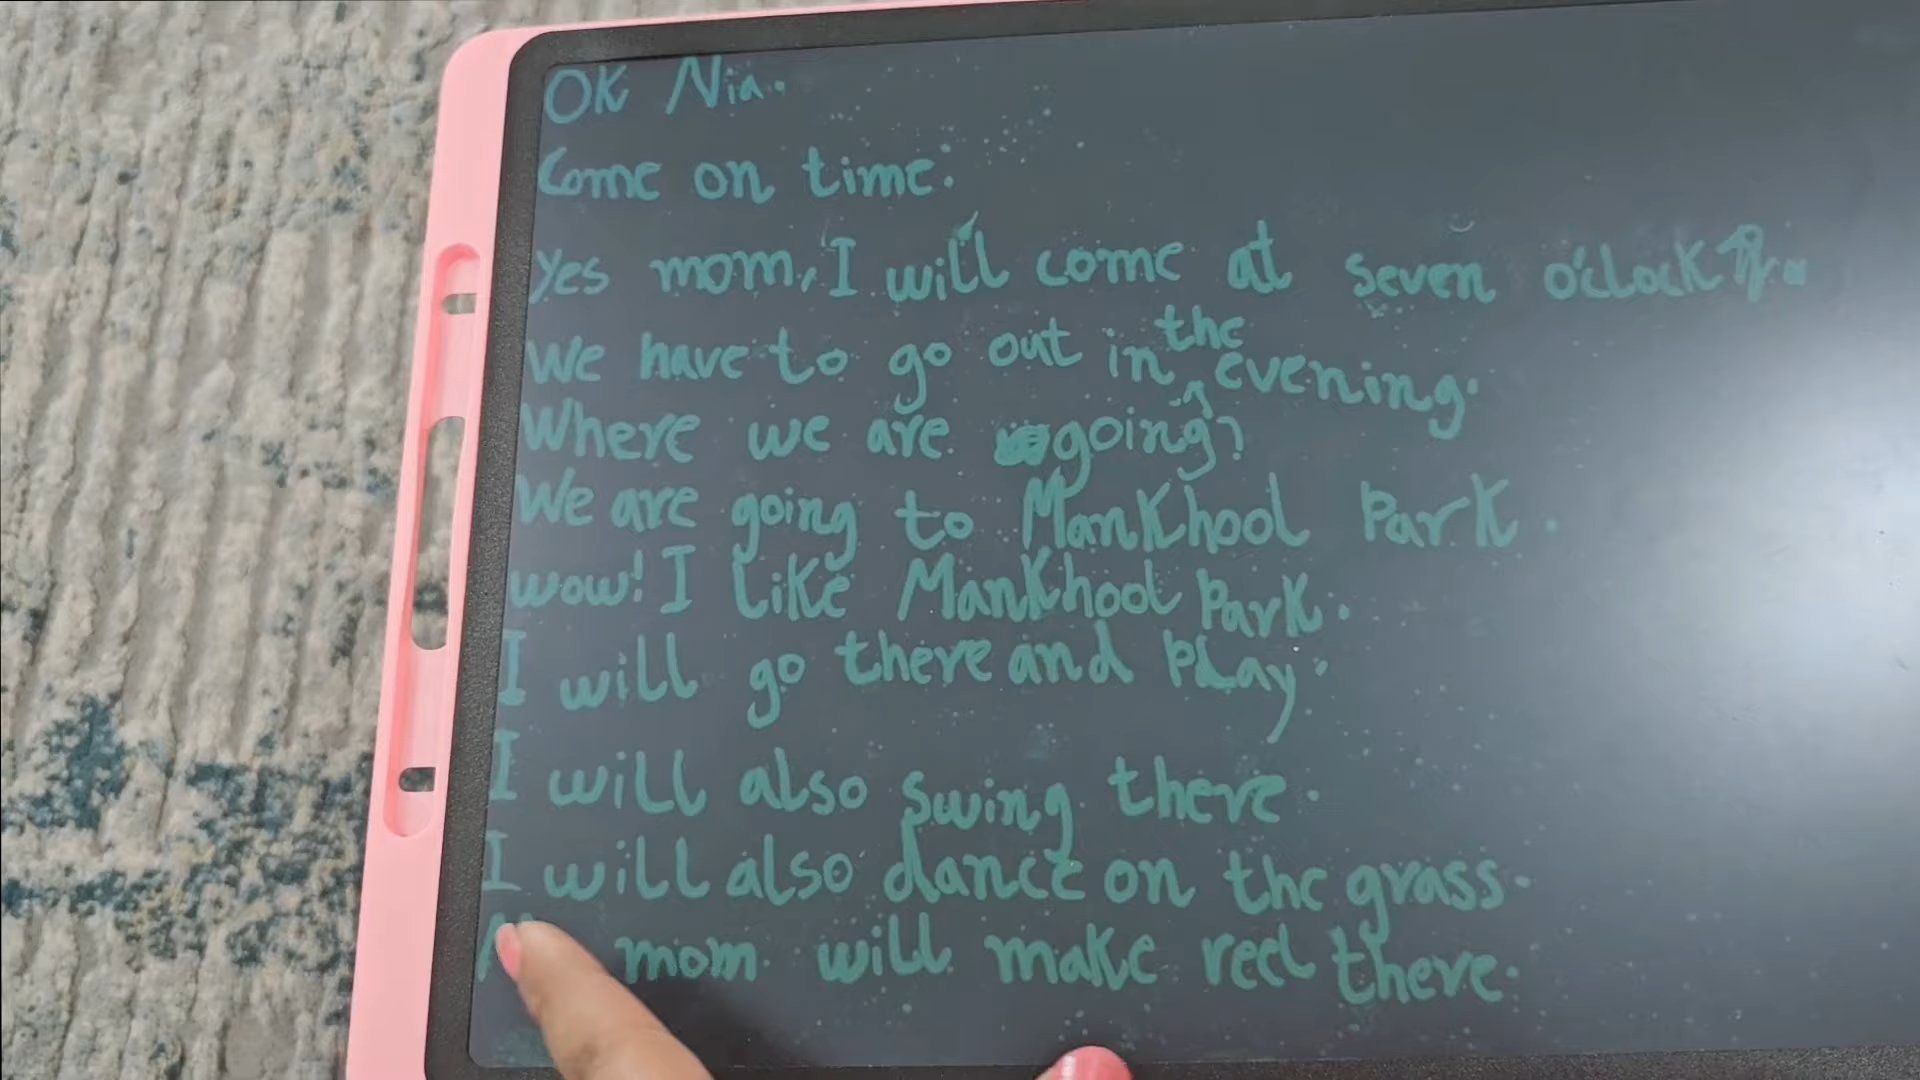 OK Nia.
Come on time.
Yes mom, I will come at seven o'clock
We have to go out in the evening.
Where we are going?
We are going to Mankhool Park.
wow! I like Mankhool Park.
I will go there and play.
I will also swing there.
I will also dance on the grass.
mom will make reel there.